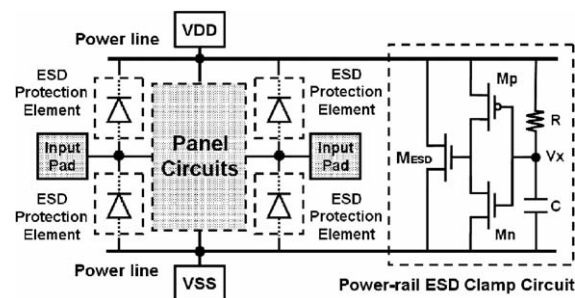 VDD
Power line
ESD
Protection
Element
ESD
Protection
Element
Mp
R
Input
Pad
Panel
Circuits
Input
Pad
MESD
Vx
ESD
Protection
Element
ESD
Protection
Element
C
Mn
Power line
VSS
Power-rail ESD Clamp Circuit